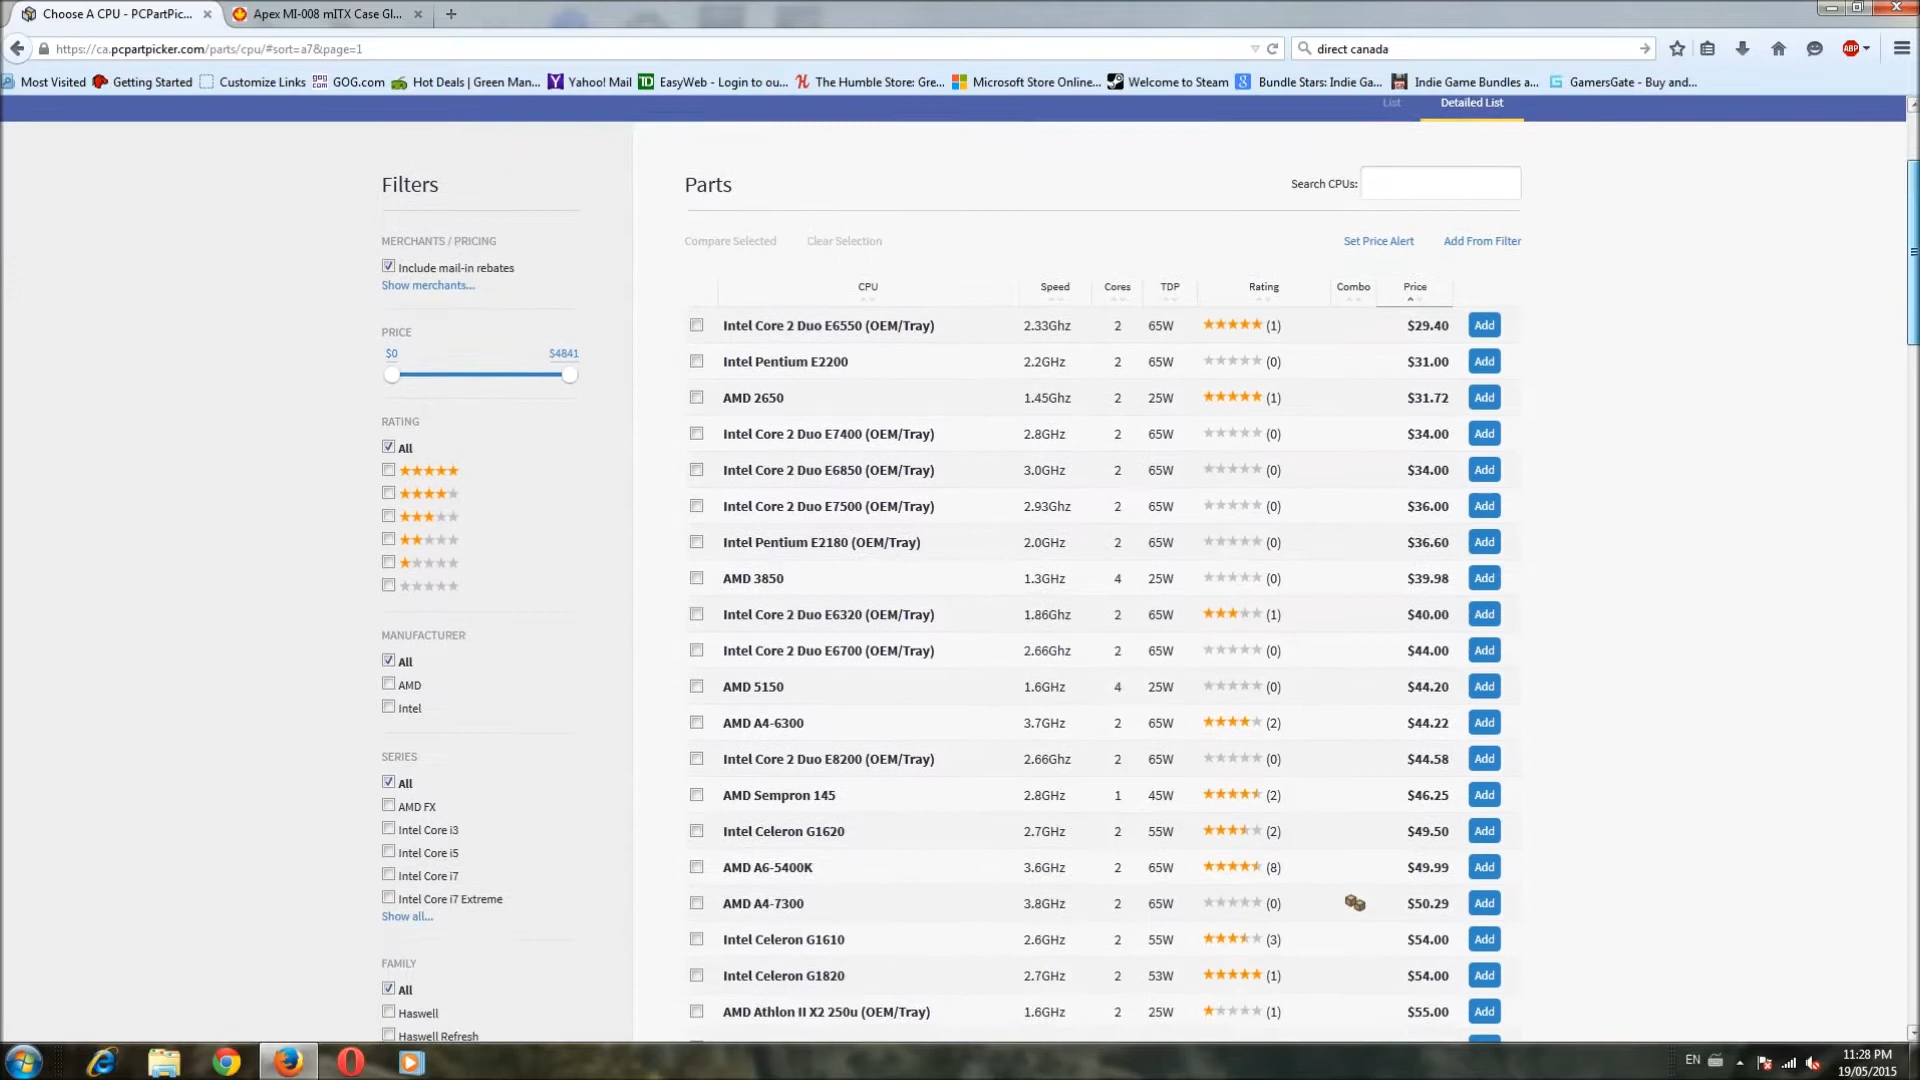 Choose A CPU - PCPartPic... × Apex MI-008 mITX Case Gl... × +
https://ca.pcpartpicker.com/parts/cpu/#sort=a7&page=1 direct canada ABP
Most Visited Getting Started Customize Links GOG.com Hot Deals | Green Man... Yahoo! Mail TD EasyWeb - Login to ou... The Humble Store: Gre... Microsoft Store Online... Welcome to Steam Bundle Stars: Indie Ga... Indie Game Bundles a... GamersGate - Buy and...
List Detailed List
Filters
MERCHANTS / PRICING
Include mail-in rebates
Show merchants...
PRICE
$0 $4841
RATING
All
MANUFACTURER
All
AMD
Intel
SERIES
All
AMD FX
Intel Core i3
Intel Core i5
Intel Core i7
Intel Core i7 Extreme
Show all...
FAMILY
All
Haswell
Haswell Refresh
Parts Search CPUs:
Compare Selected Clear Selection Set Price Alert Add From Filter
CPU Speed Cores TDP Rating Combo Price
Intel Core 2 Duo E6550 (OEM/Tray) 2.33Ghz 2 65W (1) $29.40 Add
Intel Pentium E2200 2.2GHz 2 65W (0) $31.00 Add
AMD 2650 1.45Ghz 2 25W (1) $31.72 Add
Intel Core 2 Duo E7400 (OEM/Tray) 2.8GHz 2 65W (0) $34.00 Add
Intel Core 2 Duo E6850 (OEM/Tray) 3.0GHz 2 65W (0) $34.00 Add
Intel Core 2 Duo E7500 (OEM/Tray) 2.93Ghz 2 65W (0) $36.00 Add
Intel Pentium E2180 (OEM/Tray) 2.0GHz 2 65W (0) $36.60 Add
AMD 3850 1.3GHz 4 25W (0) $39.98 Add
Intel Core 2 Duo E6320 (OEM/Tray) 1.86Ghz 2 65W (1) $40.00 Add
Intel Core 2 Duo E6700 (OEM/Tray) 2.66Ghz 2 65W (0) $44.00 Add
AMD 5150 1.6GHz 4 25W (0) $44.20 Add
AMD A4-6300 3.7GHz 2 65W (2) $44.22 Add
Intel Core 2 Duo E8200 (OEM/Tray) 2.66Ghz 2 65W (0) $44.58 Add
AMD Sempron 145 2.8GHz 1 45W (2) $46.25 Add
Intel Celeron G1620 2.7GHz 2 55W (2) $49.50 Add
AMD A6-5400K 3.6GHz 2 65W (8) $49.99 Add
AMD A4-7300 3.8GHz 2 65W (0) $50.29 Add
Intel Celeron G1610 2.6GHz 2 55W (3) $54.00 Add
Intel Celeron G1820 2.7GHz 2 53W (1) $54.00 Add
AMD Athlon II X2 250u (OEM/Tray) 1.6GHz 2 25W (1) $55.00 Add
EN 11:28 PM
19/05/2015